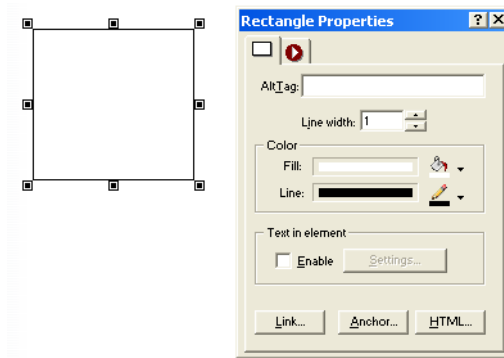 Rectangle Properties
AltTag:
Line width: 1
Color
Fill:
Line:
Text in element
Enable Settings...
Link... Anchor... HTML...